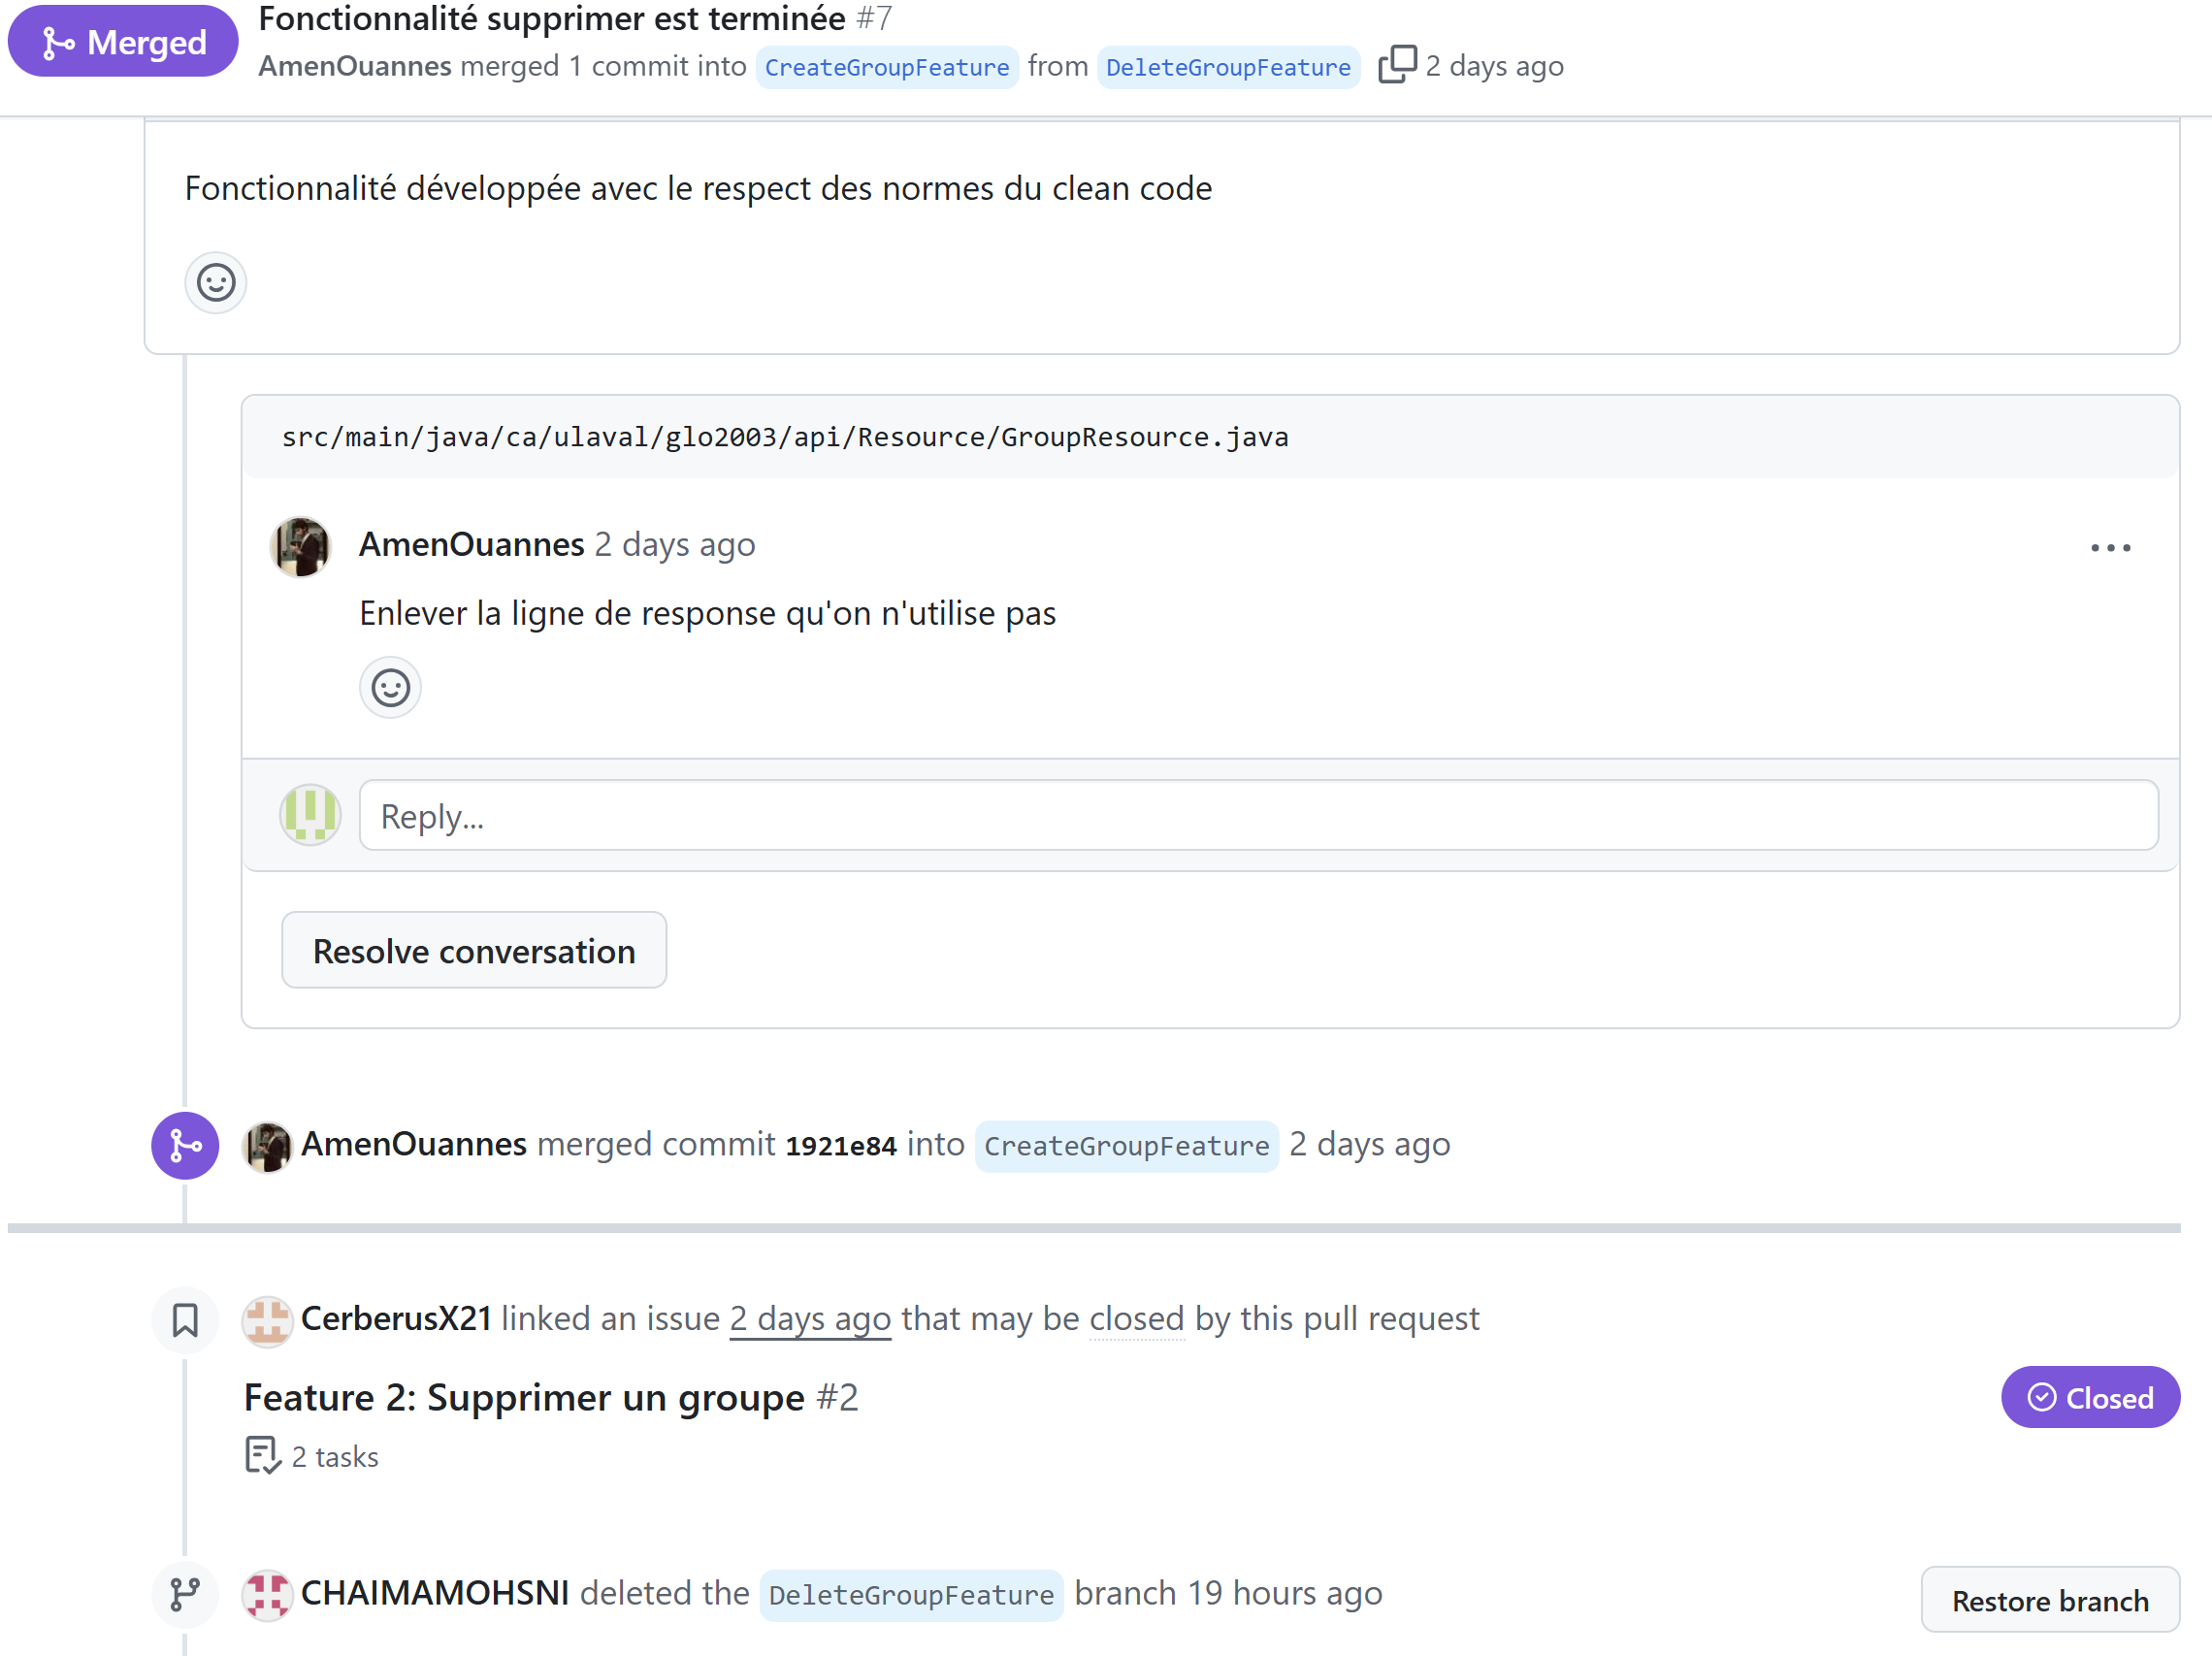 Merged
Fonctionnalité supprimer est terminée #7
AmenOuannes merged 1 commit into CreateGroupFeature from DeleteGroupFeature 2 days ago
Fonctionnalité développée avec le respect des normes du clean code
src/main/java/ca/ulaval/glo2003/api/Resource/GroupResource.java
AmenOuannes 2 days ago
Enlever la ligne de response qu'on n'utilise pas
Reply...
Resolve conversation
AmenOuannes merged commit 1921e84 into CreateGroupFeature 2 days ago
CerberusX21 linked an issue 2 days ago that may be closed by this pull request
Feature 2: Supprimer un groupe #2
Closed
2 tasks
CHAIMAMOHSNI deleted the DeleteGroupFeature branch 19 hours ago
Restore branch